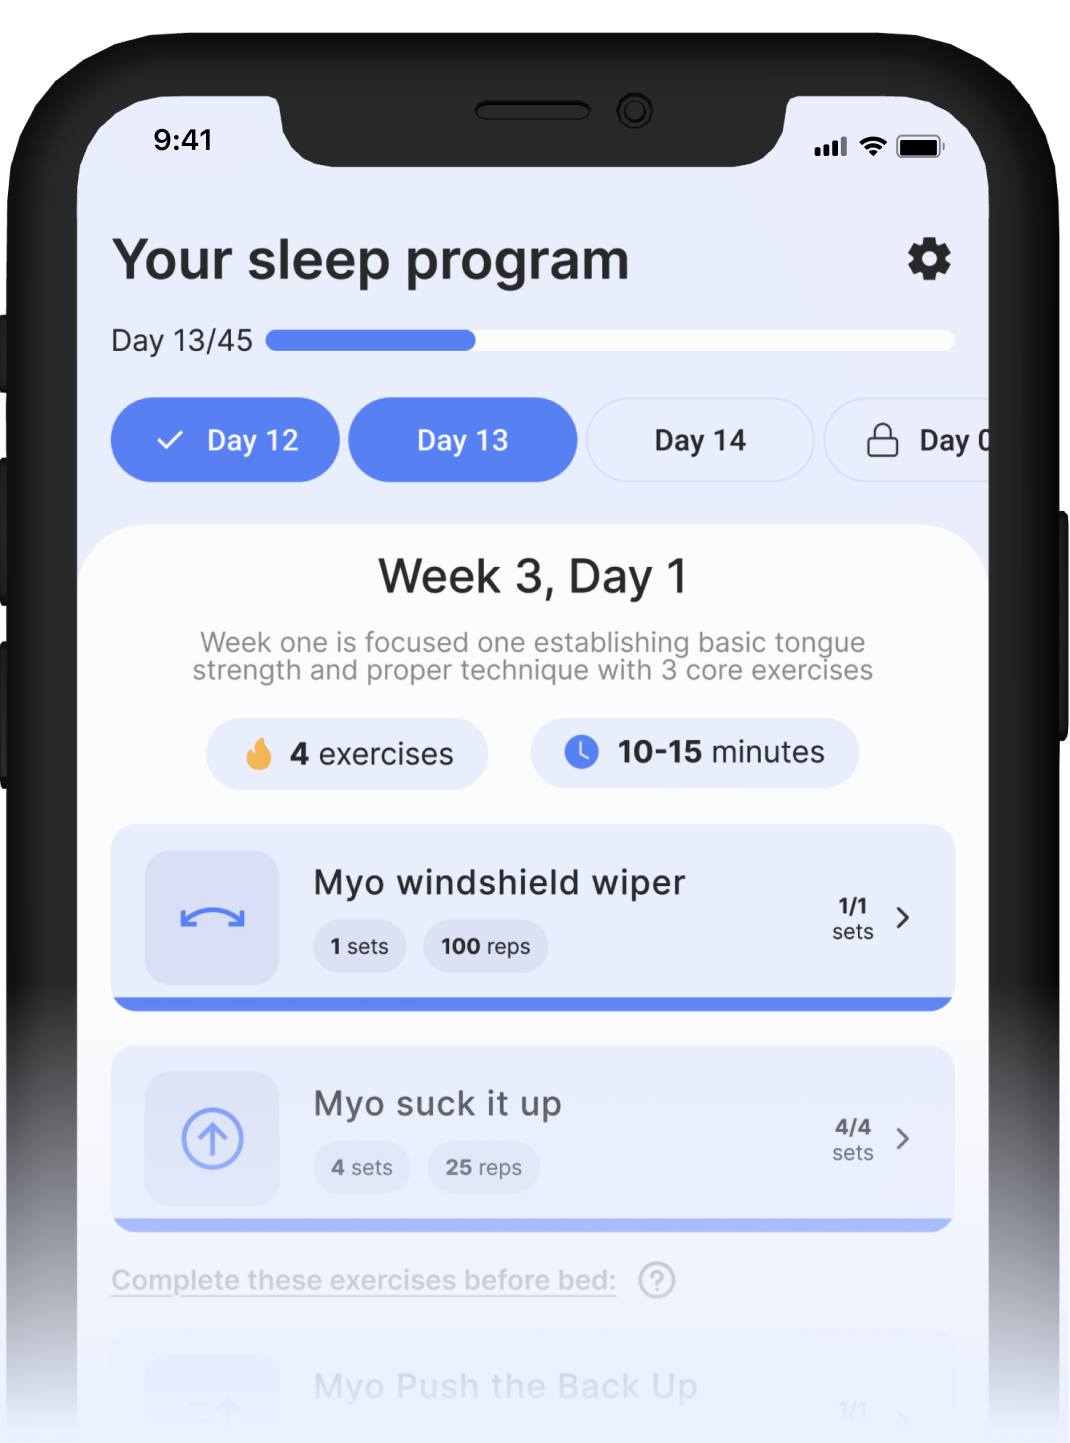 9:41
Your sleep program
Day 13/45
Day 12
Day 13
Day 14
Day 0
Week 3, Day 1
Week one is focused one establishing basic tongue
strength and proper technique with 3 core exercises
4 exercises
10-15 minutes
Myo windshield wiper
1 sets
100 reps
1/1
sets
Myo suck it up
4 sets
25 reps
4/4
sets
Complete these exercises before bed:
Myo Push the Back Up
1/1